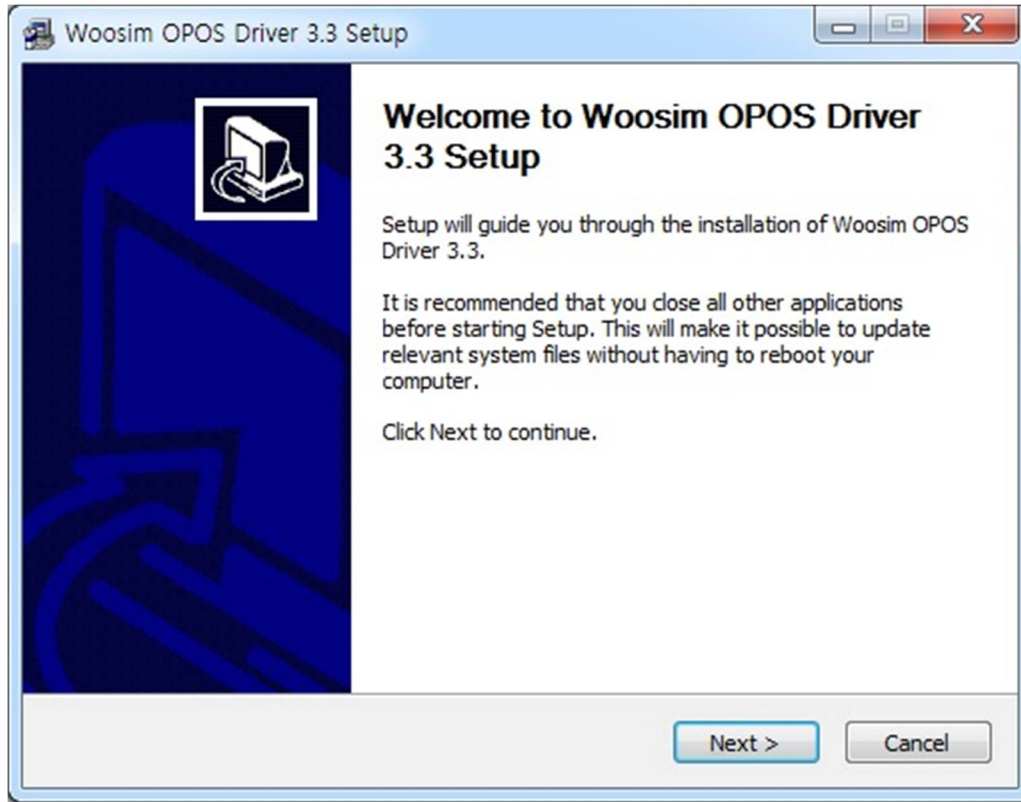 Woosim OPOS Driver 3.3 Setup
Welcome to Woosim OPOS Driver
3.3 Setup
Setup will guide you through the installation of Woosim OPOS
Driver 3.3.
It is recommended that you close all other applications
before starting Setup. This will make it possible to update
relevant system files without having to reboot your
computer.
Click Next to continue.
Next >
Cancel